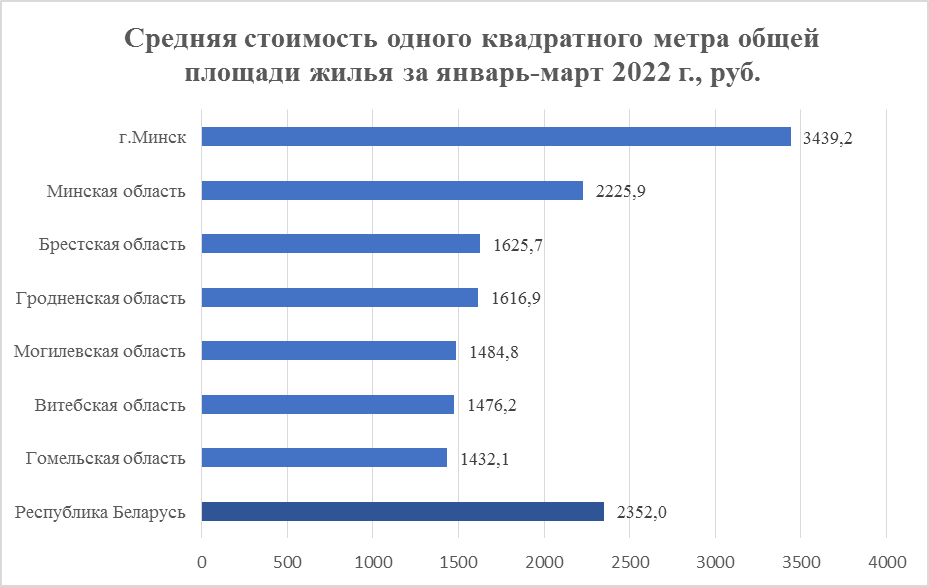 Средняя стоимость одного квадратного метра общей
площади жилья за январь-март 2022 г., руб.
г.Минск 3439,2
Минская область 2225,9
Брестская область 1625,7
Гродненская область 1616,9
Могилевская область 1484,8
Витебская область 1476,2
Гомельская область 1432,1
Республика Беларусь 2352,0
0 500 1000 1500 2000 2500 3000 3500 4000